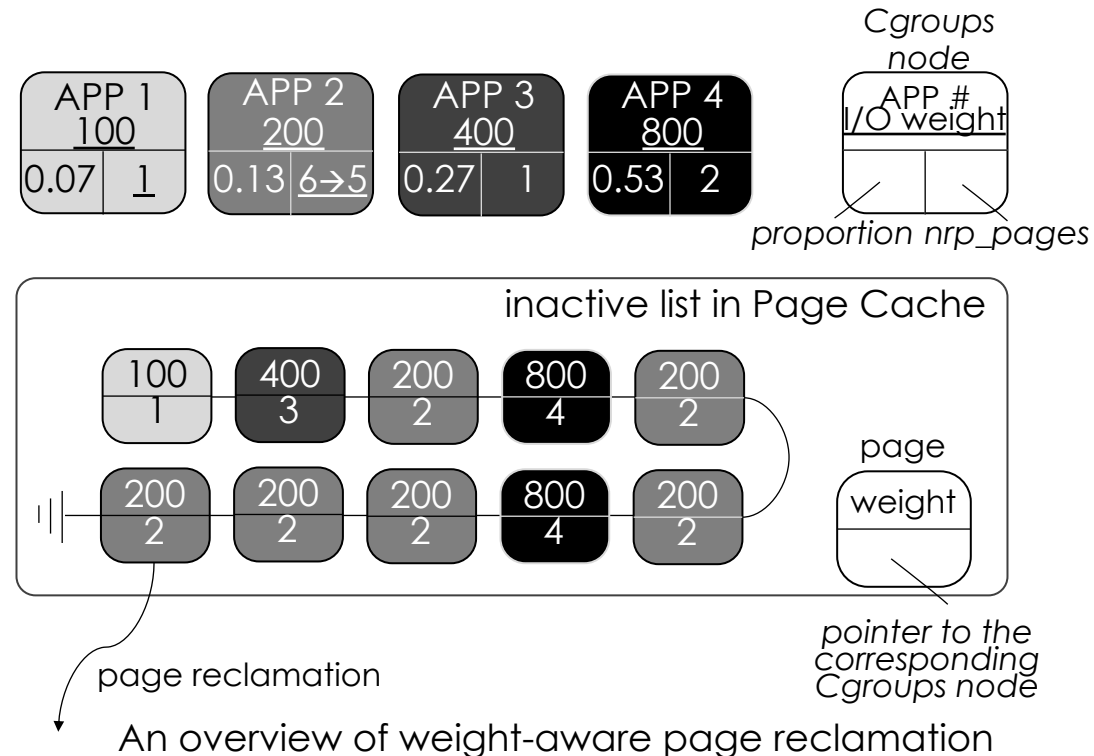 Cgroups
node
APP 1
100
0.07 1
APP 2
200
0.13 6→5
APP 3
400
0.27 1
APP 4
800
0.53 2
APP #
I/O weight
proportion nrp_pages
inactive list in Page Cache
100
1
400
3
200
2
800
4
200
2
200
2
200
2
200
2
800
4
200
2
page
weight
pointer to the
corresponding
Cgroups node
page reclamation
An overview of weight-aware page reclamation